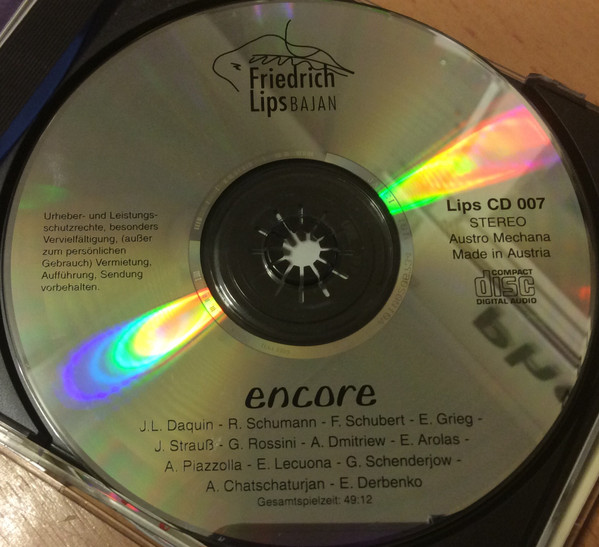 Friedrich
Lips BAJAN
Urheber- und Leistungs-
schutzrechte, besonders
Vervielfältigung, (außer
zum persönlichen
Gebrauch) Vermietung,
Aufführung, Sendung
vorbehalten.
Lips CD 007
STEREO
Austro Mechana
Made in Austria
COMPACT
disc
DIGITAL AUDIO
encore
J.L. Daquin - R. Schumann - F. Schubert - E. Grieg -
J. Strauß - G. Rossini - A. Dmitriew - E. Arolas -
A. Piazzolla - E. Lecuona - G. Schenderjow -
A. Chatschaturjan - E. Derbenko
Gesamtspielzeit: 49:12